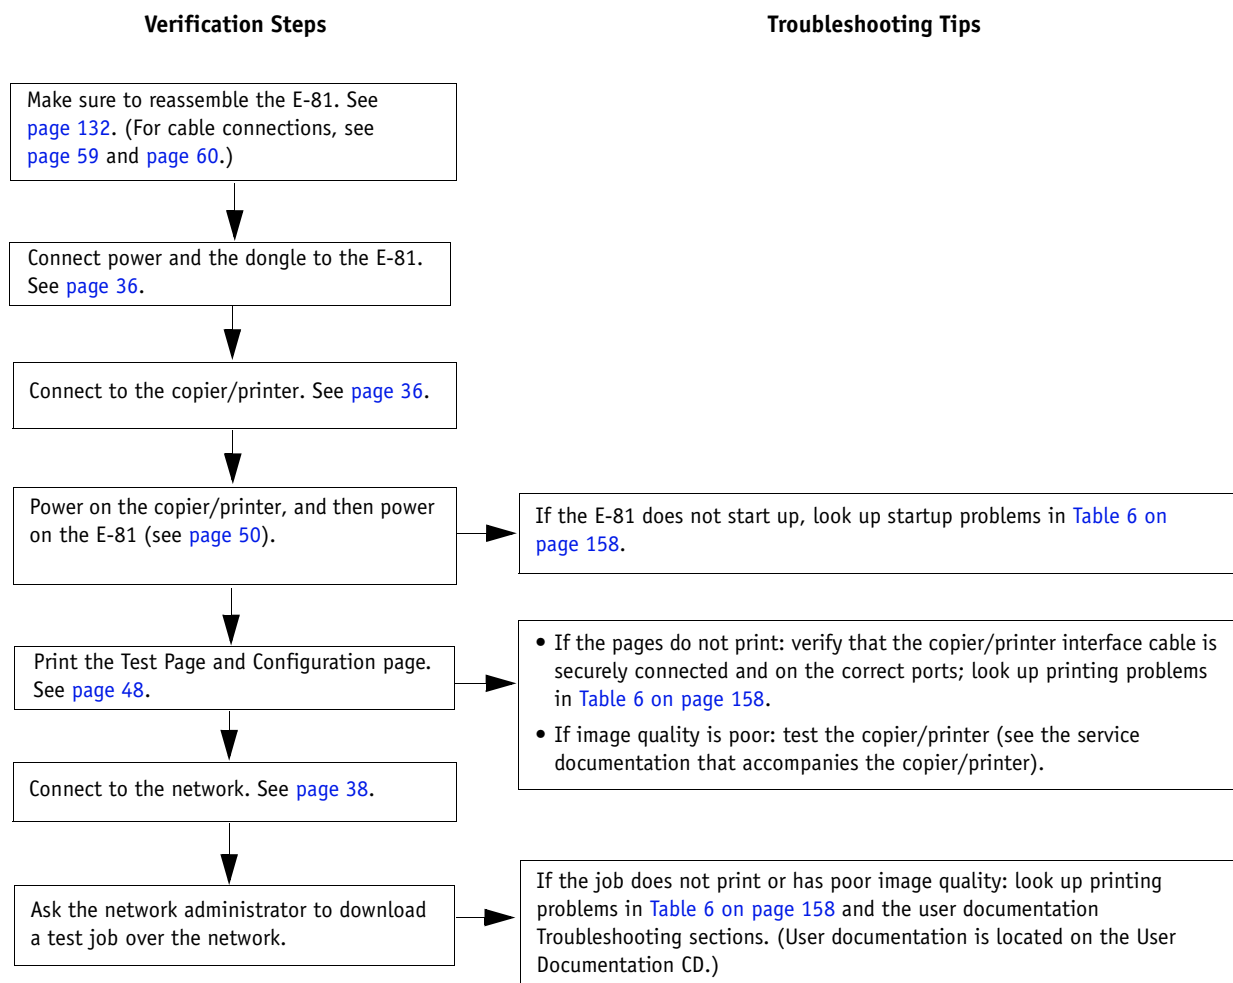 Verification Steps
Troubleshooting Tips
Make sure to reassemble the E-81. See
page 132. (For cable connections, see
page 59 and page 60.)
Connect power and the dongle to the E-81.
See page 36.
Connect to the copier/printer. See page 36.
Power on the copier/printer, and then power
on the E-81 (see page 50).
If the E-81 does not start up, look up startup problems in Table 6 on
page 158.
Print the Test Page and Configuration page.
See page 48.
• If the pages do not print: verify that the copier/printer interface cable is
securely connected and on the correct ports; look up printing problems
in Table 6 on page 158.
• If image quality is poor: test the copier/printer (see the service
documentation that accompanies the copier/printer).
Connect to the network. See page 38.
Ask the network administrator to download
a test job over the network.
If the job does not print or has poor image quality: look up printing
problems in Table 6 on page 158 and the user documentation
Troubleshooting sections. (User documentation is located on the User
Documentation CD.)